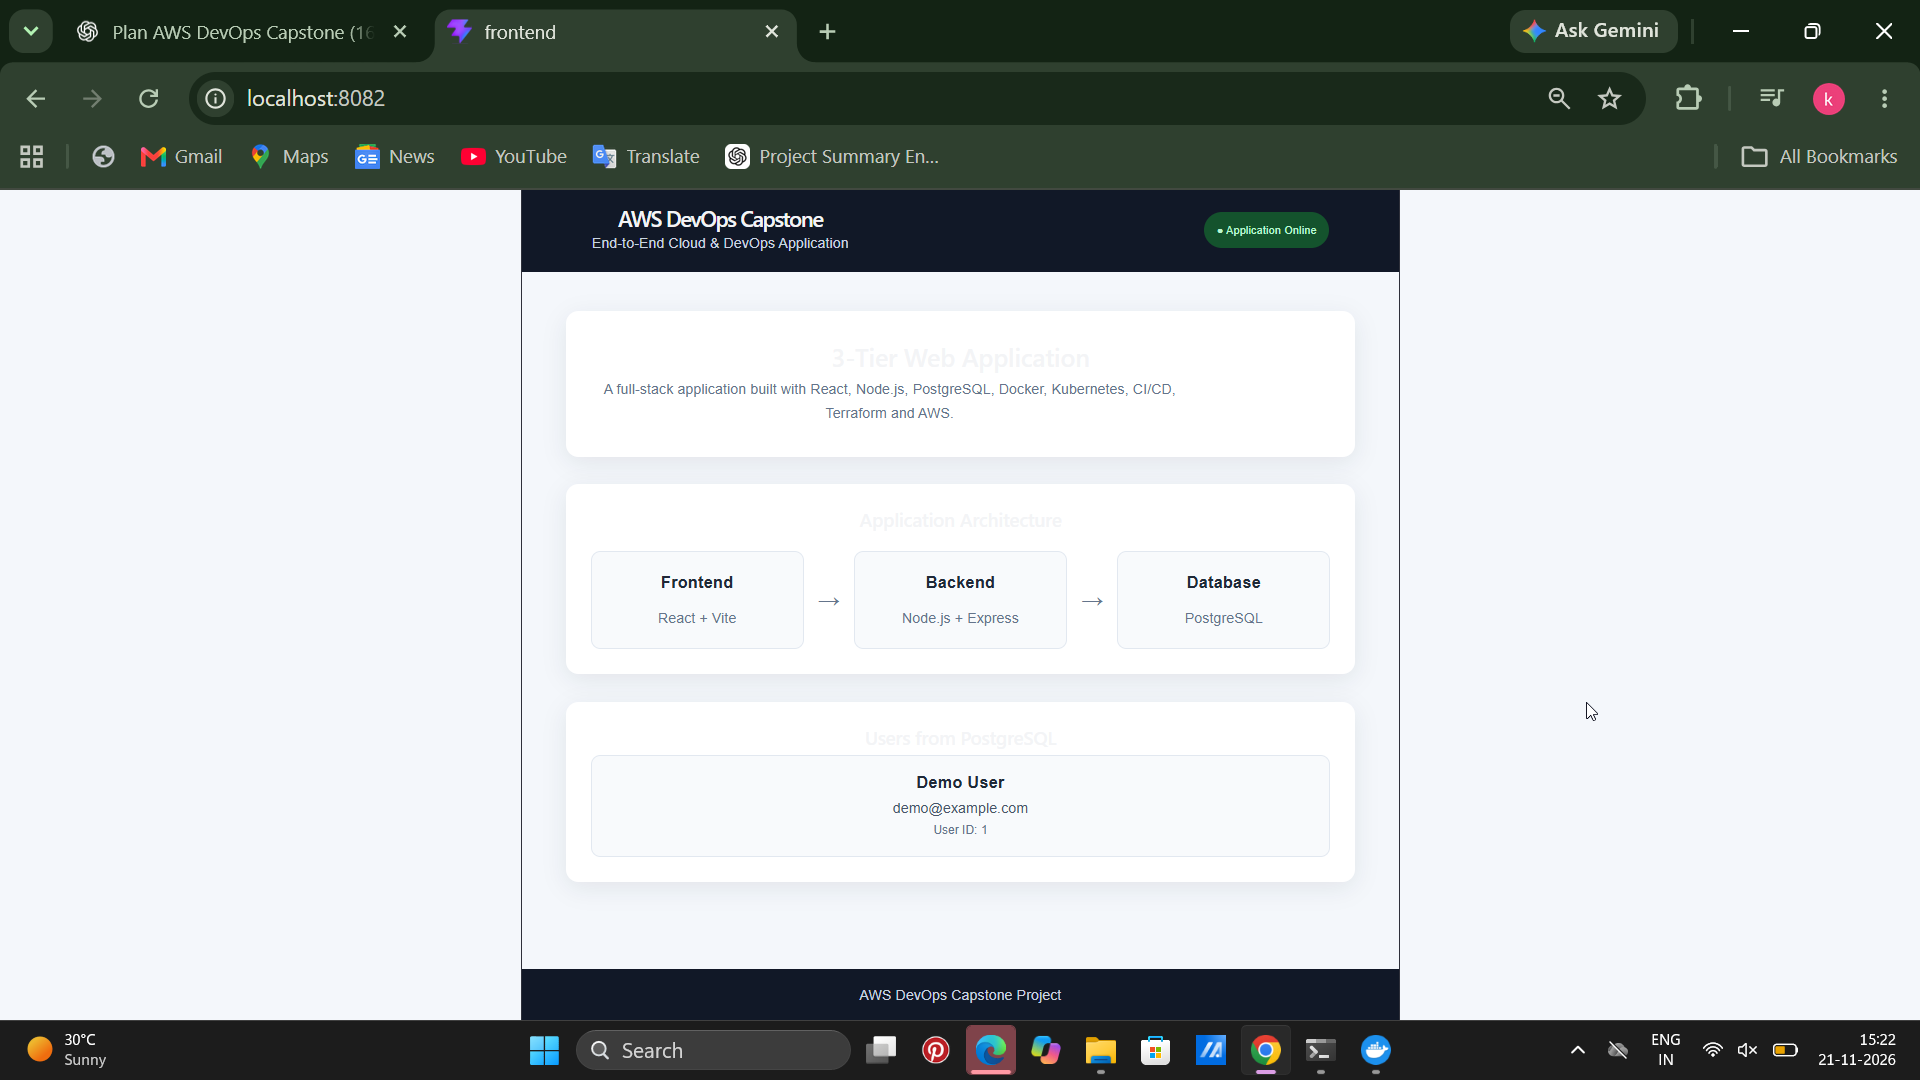 Plan AWS DevOps Capstone (16
frontend
Ask Gemini
localhost:8082
k
Gmail
Maps
News
YouTube
Translate
Project Summary En...
All Bookmarks
AWS DevOps Capstone
End-to-End Cloud & DevOps Application
● Application Online
3-Tier Web Application
A full-stack application built with React, Node.js, PostgreSQL, Docker, Kubernetes, CI/CD,
Terraform and AWS.
Application Architecture
Frontend
React + Vite
→
Backend
Node.js + Express
→
Database
PostgreSQL
Users from PostgreSQL
Demo User
demo@example.com
User ID: 1
AWS DevOps Capstone Project
30°C
Sunny
Search
ENG
IN
15:22
21-11-2026